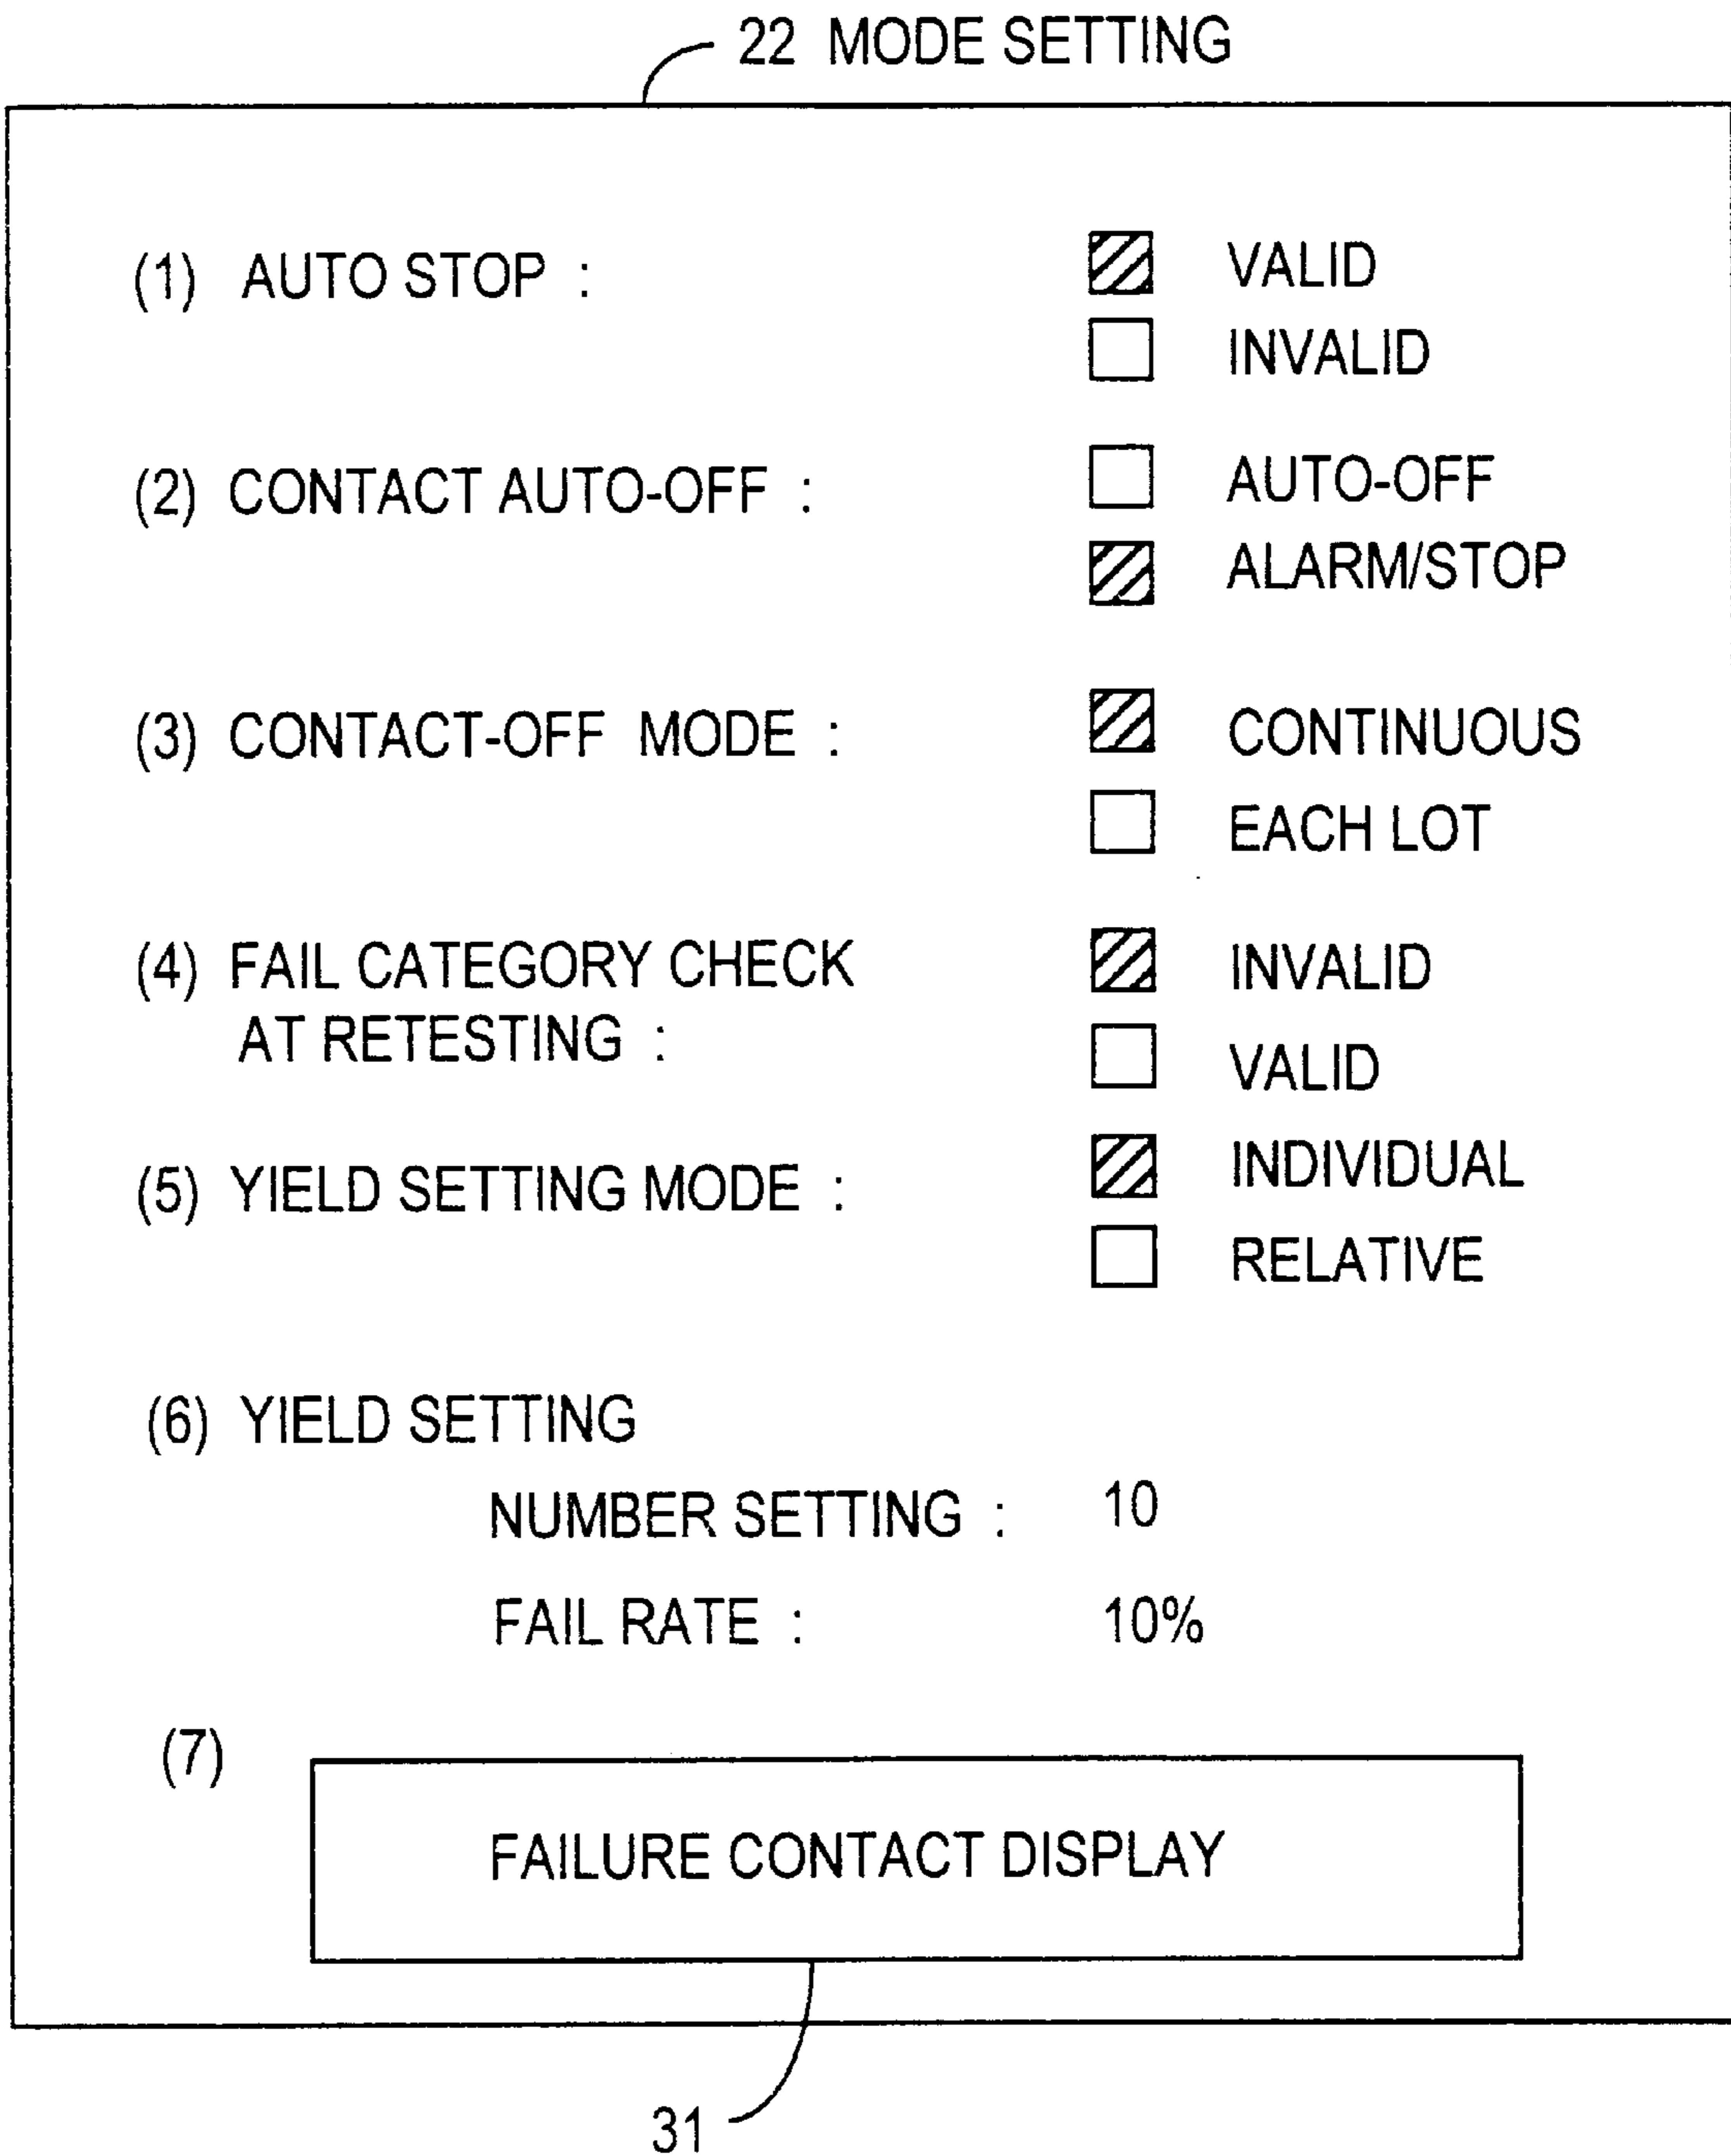 22 MODE SETTING
(1) AUTO STOP : VALID
INVALID
(2) CONTACT AUTO-OFF : AUTO-OFF
ALARM/STOP
(3) CONTACT-OFF MODE : CONTINUOUS
EACH LOT
(4) FAIL CATEGORY CHECK INVALID
AT RETESTING : VALID
(5) YIELD SETTING MODE : INDIVIDUAL
RELATIVE
(6) YIELD SETTING
NUMBER SETTING : 10
FAIL RATE : 10%
(7)
FAILURE CONTACT DISPLAY
31